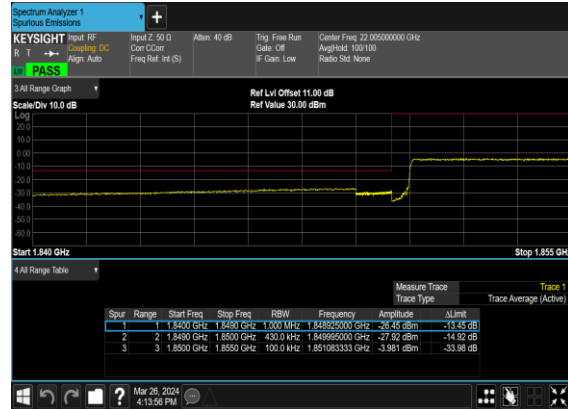 Spectrum Analyzer 1
Spurious Emissions
KEYSIGHT Input: RF Input Z: 50 Ω Atten: 40 dB Trig: Free Run Center Freq: 22.005000000 GHz
R T Coupling: DC Corr CCorr Gate: Off Avg|Hold: 100/100
Align: Auto Freq Ref: Int (S) IF Gain: Low Radio Std: None
PASS
3 All Range Graph
Ref Lvl Offset 11.00 dB
Scale/Div 10.0 dB Ref Value 30.00 dBm
Log
20.0
10.0
0.00
-10.0
-20.0
-30.0
-40.0
-50.0
-60.0
Start 1.840 GHz Stop 1.855 GH
4 All Range Table
Measure Trace Trace 1
Trace Type Trace Average (Active)
Spur Range Start Freq Stop Freq RBW Frequency Amplitude ΔLimit
1 1 1.8400 GHz 1.8490 GHz 1.000 MHz 1.848925000 GHz -26.45 dBm -13.45 dB
2 2 1.8490 GHz 1.8500 GHz 430.0 kHz 1.849995000 GHz -27.92 dBm -14.92 dB
3 3 1.8500 GHz 1.8550 GHz 100.0 kHz 1.851083333 GHz -3.981 dBm -33.98 dB
? Mar 26, 2024
4:13:56 PM